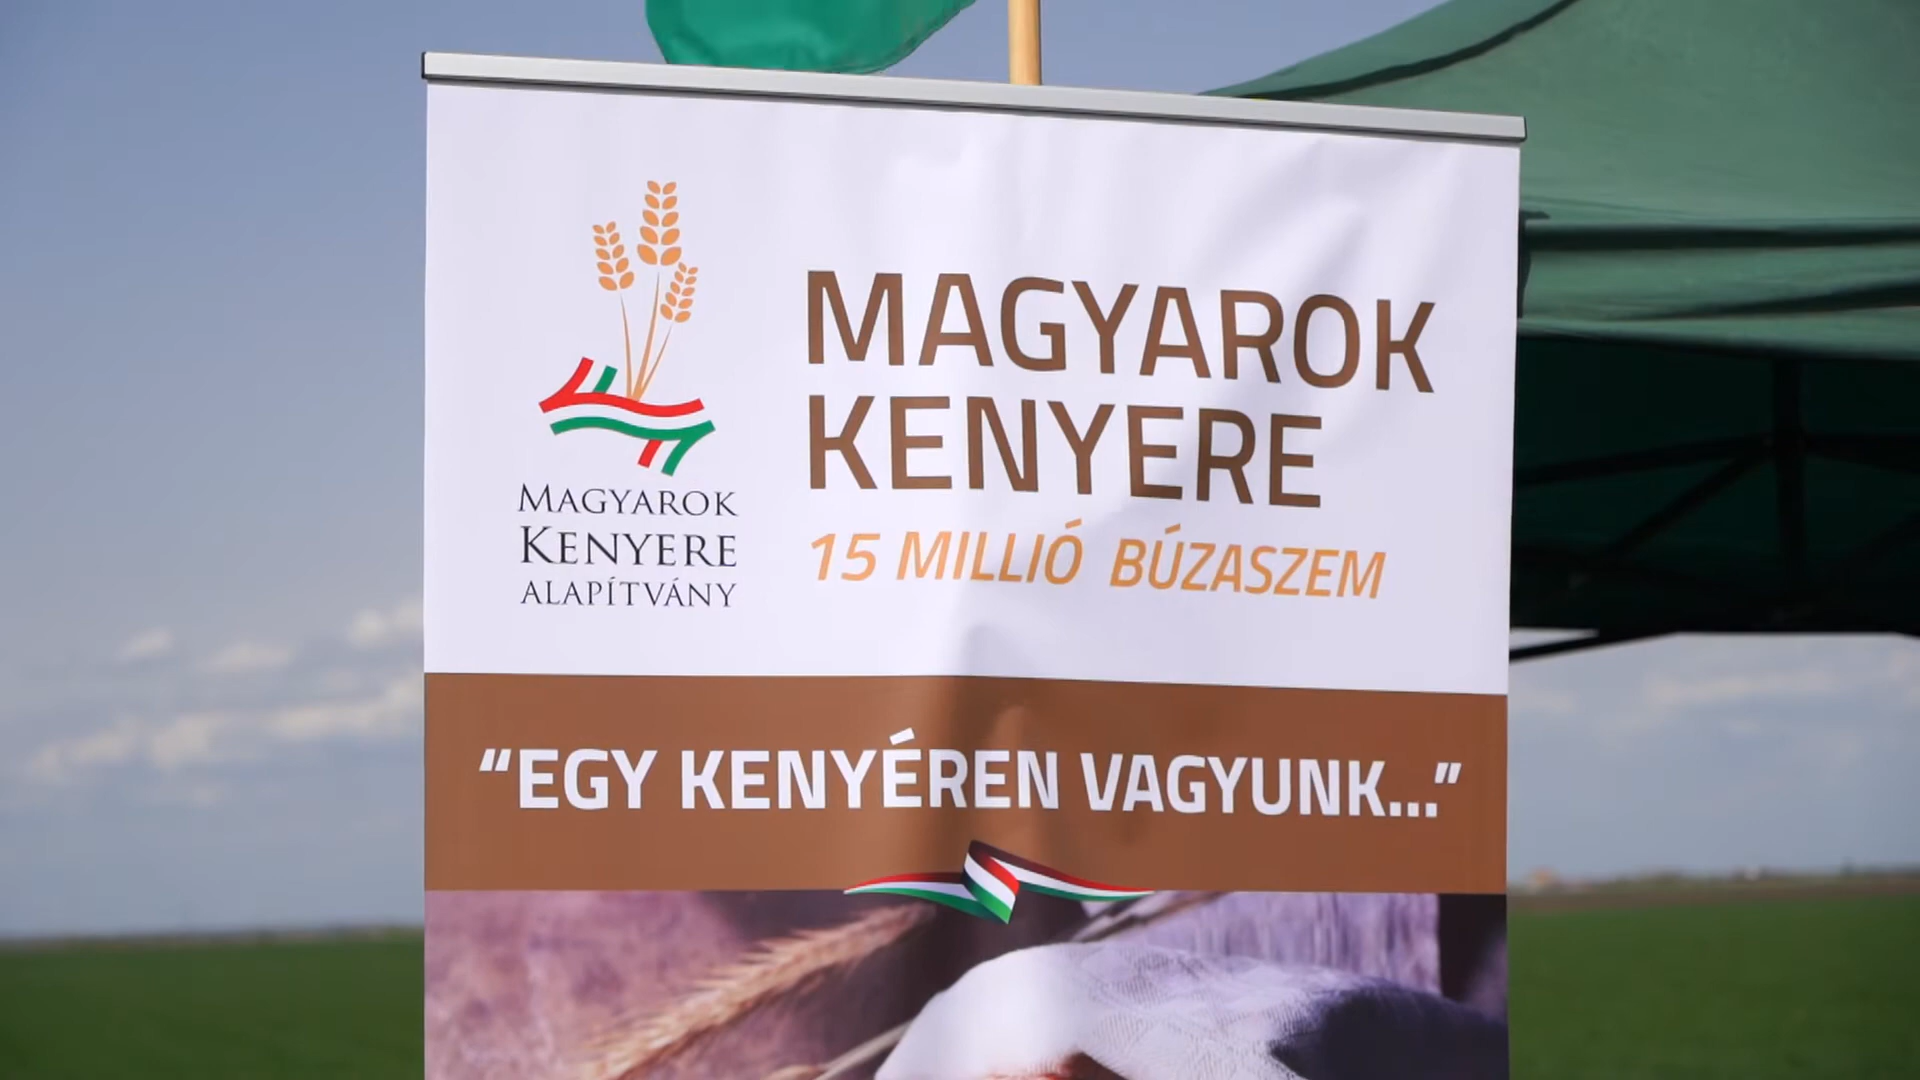 MAGYAROK
KENYERE
ALAPÍTVÁNY
MAGYAROK
KENYERE
15 MILLIÓ BÚZASZEM
“EGY KENYÉREN VAGYUNK...”